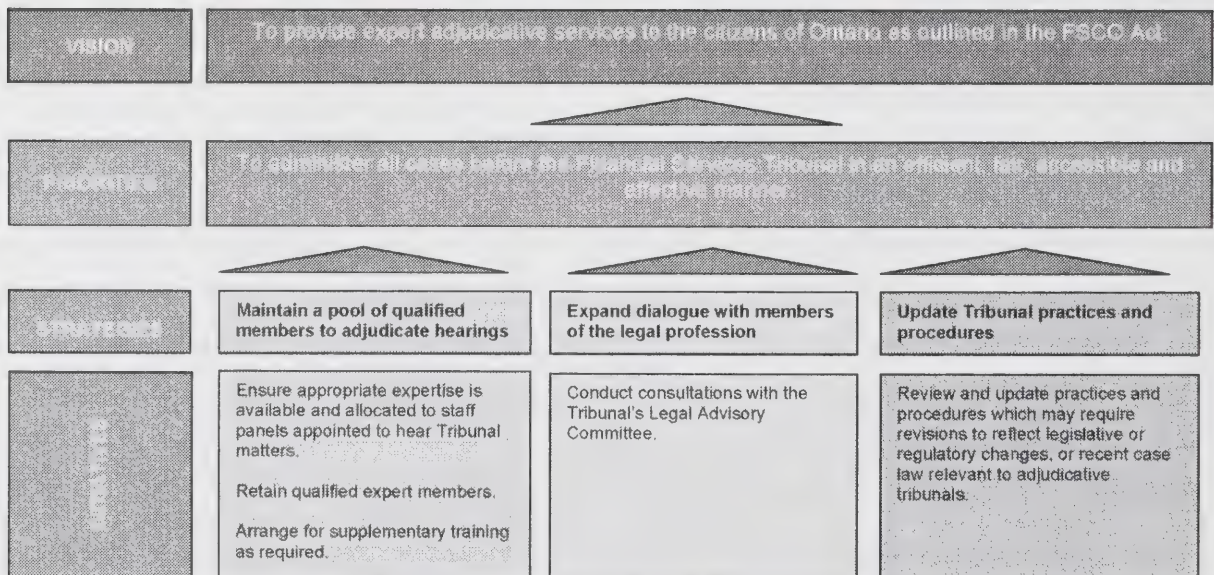 VISION
To provide expert adjudicative services to the citizens of Ontario as outlined in the FSCO Act.
PRIORITIES
To administer all cases before the Financial Services Tribunal in an efficient, fair, accessible and
effective manner.
STRATEGIES
Maintain a pool of qualified
members to adjudicate hearings
Expand dialogue with members
of the legal profession
Update Tribunal practices and
procedures
Ensure appropriate expertise is
available and allocated to staff
panels appointed to hear Tribunal
matters.
Retain qualified expert members.
Arrange for supplementary training
as required.
Conduct consultations with the
Tribunal's Legal Advisory
Committee.
Review and update practices and
procedures which may require
revisions to reflect legislative or
regulatory changes, or recent case
law relevant to adjudicative
tribunals.